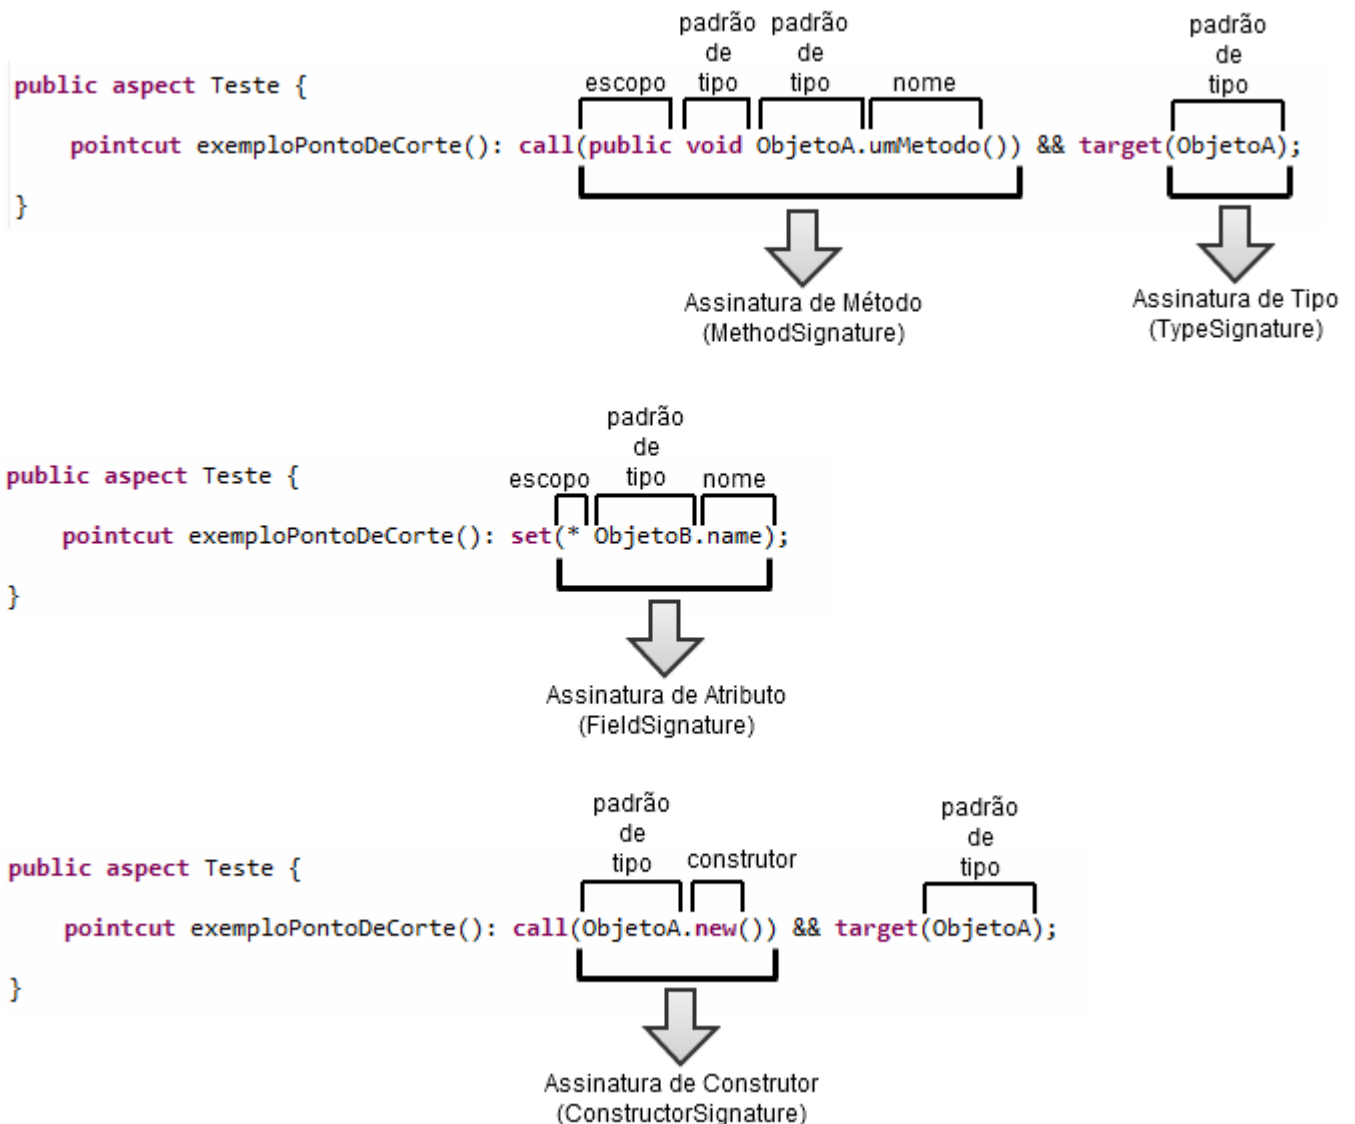 padrão padrão padrão
de de de
escopo tipo tipo nome tipo
public aspect Teste {
pointcut exemploPontoDeCorte(): call(public void ObjetoA.umMetodo()) && target(ObjetoA);
}
Assinatura de Método Assinatura de Tipo
(MethodSignature) (TypeSignature)
padrão
de
escopo tipo nome
public aspect Teste {
pointcut exemploPontoDeCorte(): set(* ObjetoB.name);
}
Assinatura de Atributo
(FieldSignature)
padrão padrão
de de
tipo construtor tipo
public aspect Teste {
pointcut exemploPontoDeCorte(): call(ObjetoA.new()) && target(ObjetoA);
}
Assinatura de Construtor
(ConstructorSignature)